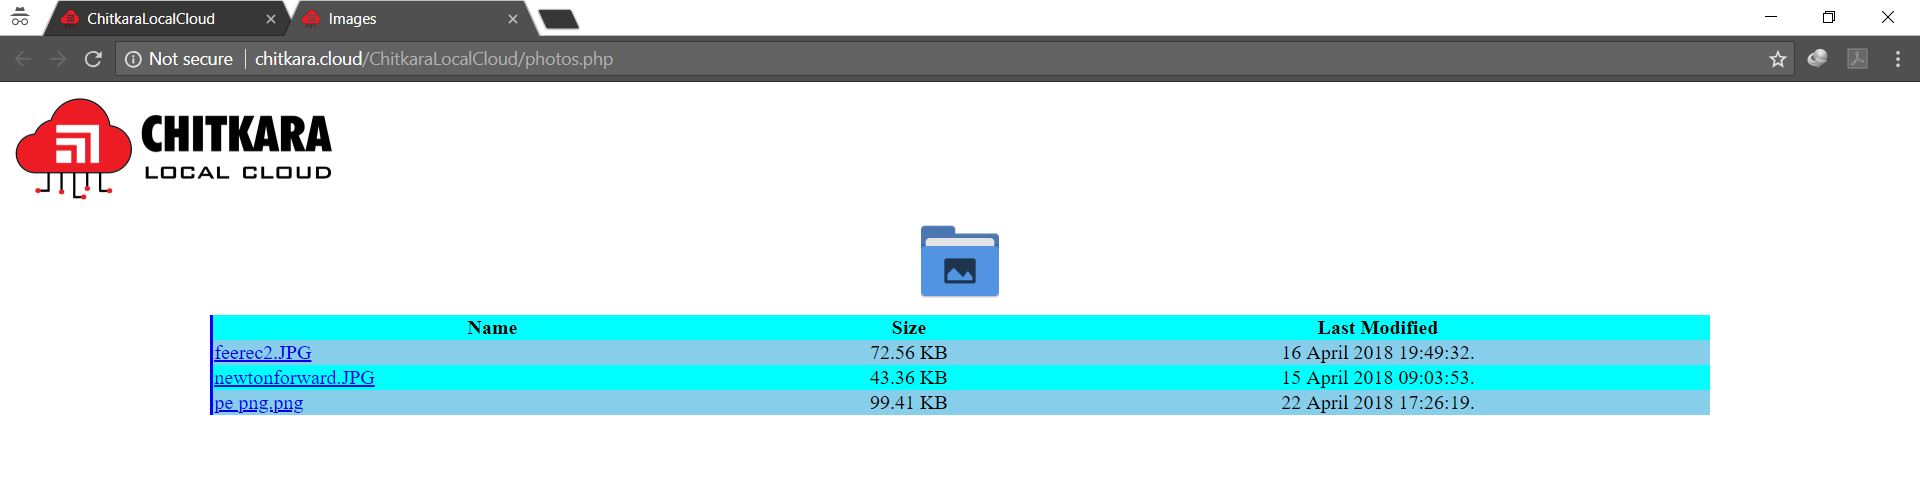 ChitkaraLocalCloud Images
Not secure chitkara.cloud/ChitkaraLocalCloud/photos.php
CHITKARA
LOCAL CLOUD
Name Size Last Modified
feerec2.JPG 72.56 KB 16 April 2018 19:49:32.
newtonforward.JPG 43.36 KB 15 April 2018 09:03:53.
pe png.png 99.41 KB 22 April 2018 17:26:19.